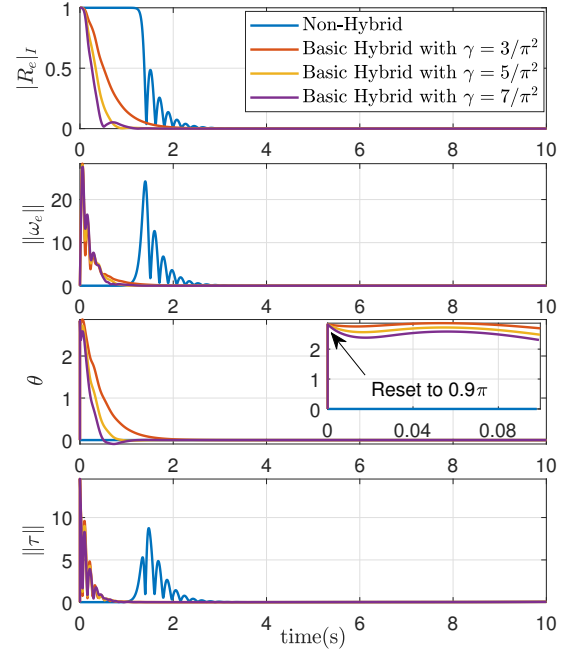 Non-Hybrid
Basic Hybrid with γ = 3/π²
Basic Hybrid with γ = 5/π²
Basic Hybrid with γ = 7/π²
|Rₑ|_I
1
0.5
0
0 2 4 6 8 10
‖ωₑ‖
20
10
0
0 2 4 6 8 10
θ
2
1
0
0 2 4 6 8 10
2
1
0
0 0.04 0.08
Reset to 0.9π
‖τ‖
10
5
0
0 2 4 6 8 10
time(s)